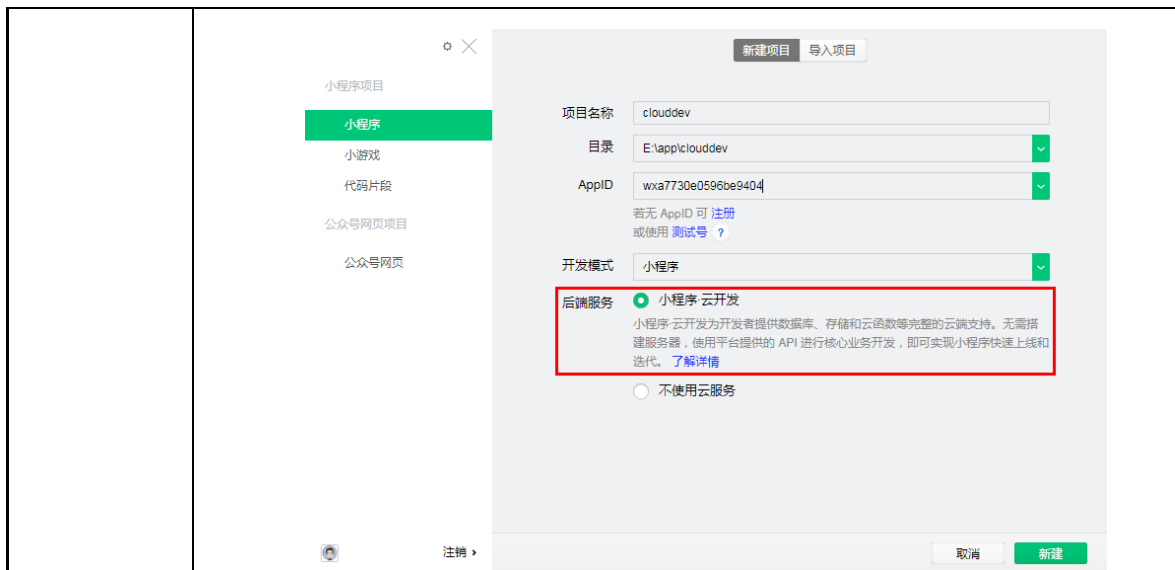 新建项目 导入项目
小程序项目
小程序
小游戏
代码片段
公众号网页项目
公众号网页
项目名称 clouddev
目录 E:\app\clouddev
AppID wxa7730e0596be9404
若无 AppID 可 注册
或使用 测试号 ?
开发模式 小程序
后端服务 小程序·云开发
小程序·云开发为开发者提供数据库、存储和云函数等完整的云端支持。无需搭
建服务器，使用平台提供的 API 进行核心业务开发，即可实现小程序快速上线和
迭代。 了解详情
不使用云服务
注销 ›
取消 新建